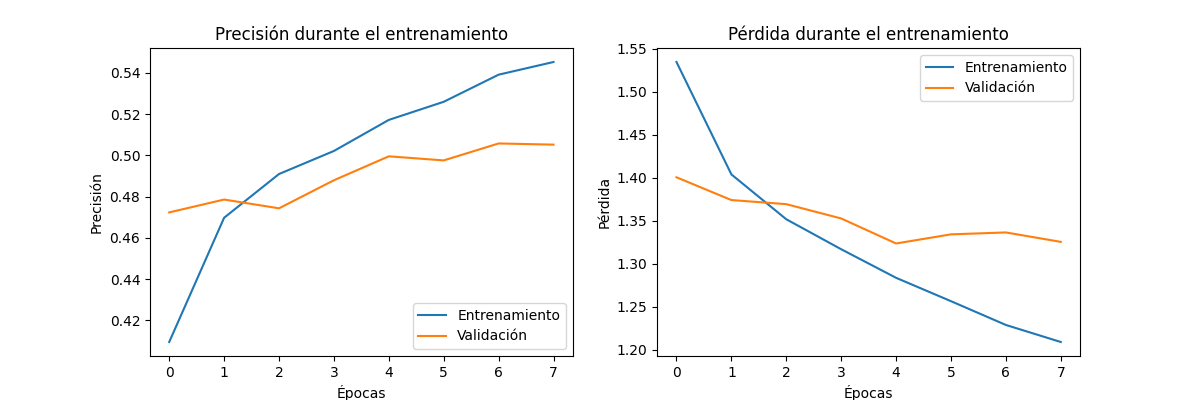 Precisión durante el entrenamiento
Precisión
0.54
0.52
0.50
0.48
0.46
0.44
0.42
0 1 2 3 4 5 6 7
Épocas
Entrenamiento
Validación
Pérdida durante el entrenamiento
Pérdida
1.55
1.50
1.45
1.40
1.35
1.30
1.25
1.20
0 1 2 3 4 5 6 7
Épocas
Entrenamiento
Validación